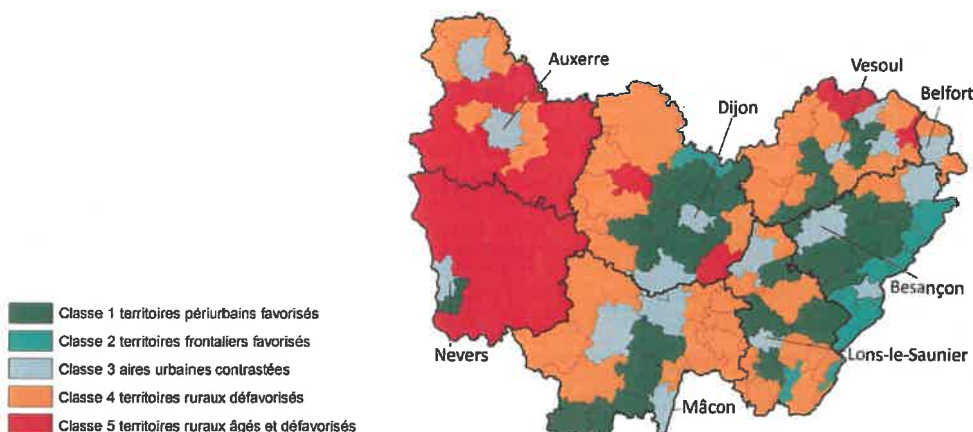 Auxerre
Vesoul
Belfort
Dijon
Besançon
Nevers
Lons-le-Saunier
Mâcon
Classe 1 territoires périurbains favorisés
Classe 2 territoires frontaliers favorisés
Classe 3 aires urbaines contrastées
Classe 4 territoires ruraux défavorisés
Classe 5 territoires ruraux âgés et défavorisés